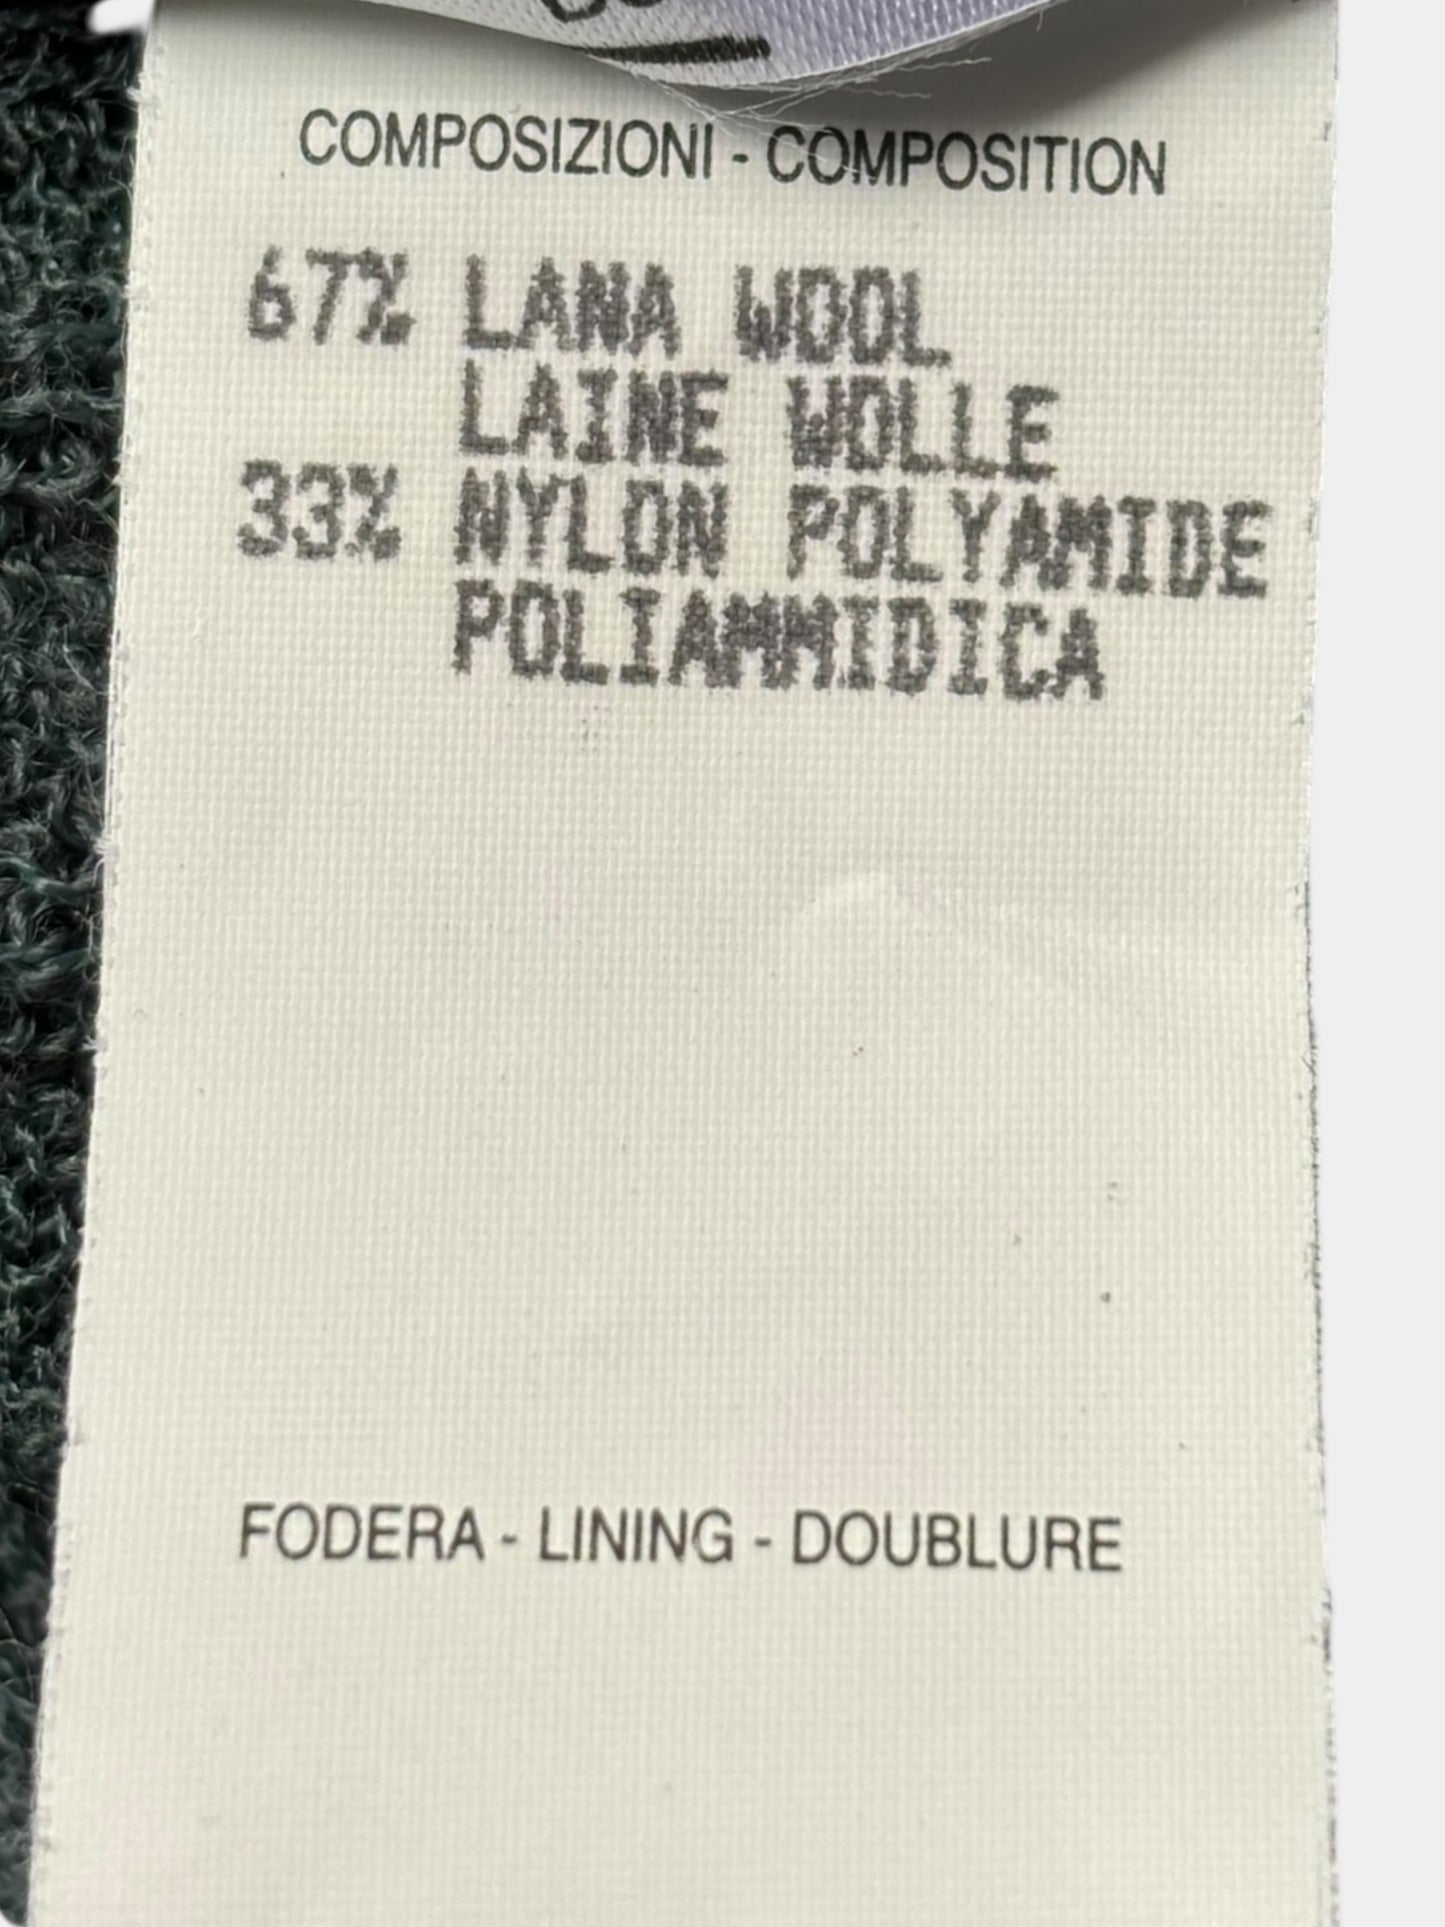 COMPOSIZIONI - COMPOSITION
67% LANA WOOL
LAINE WOLLE
33% NYLON POLYAMIDE
POLIAMMIDICA
FODERA - LINING - DOUBLURE